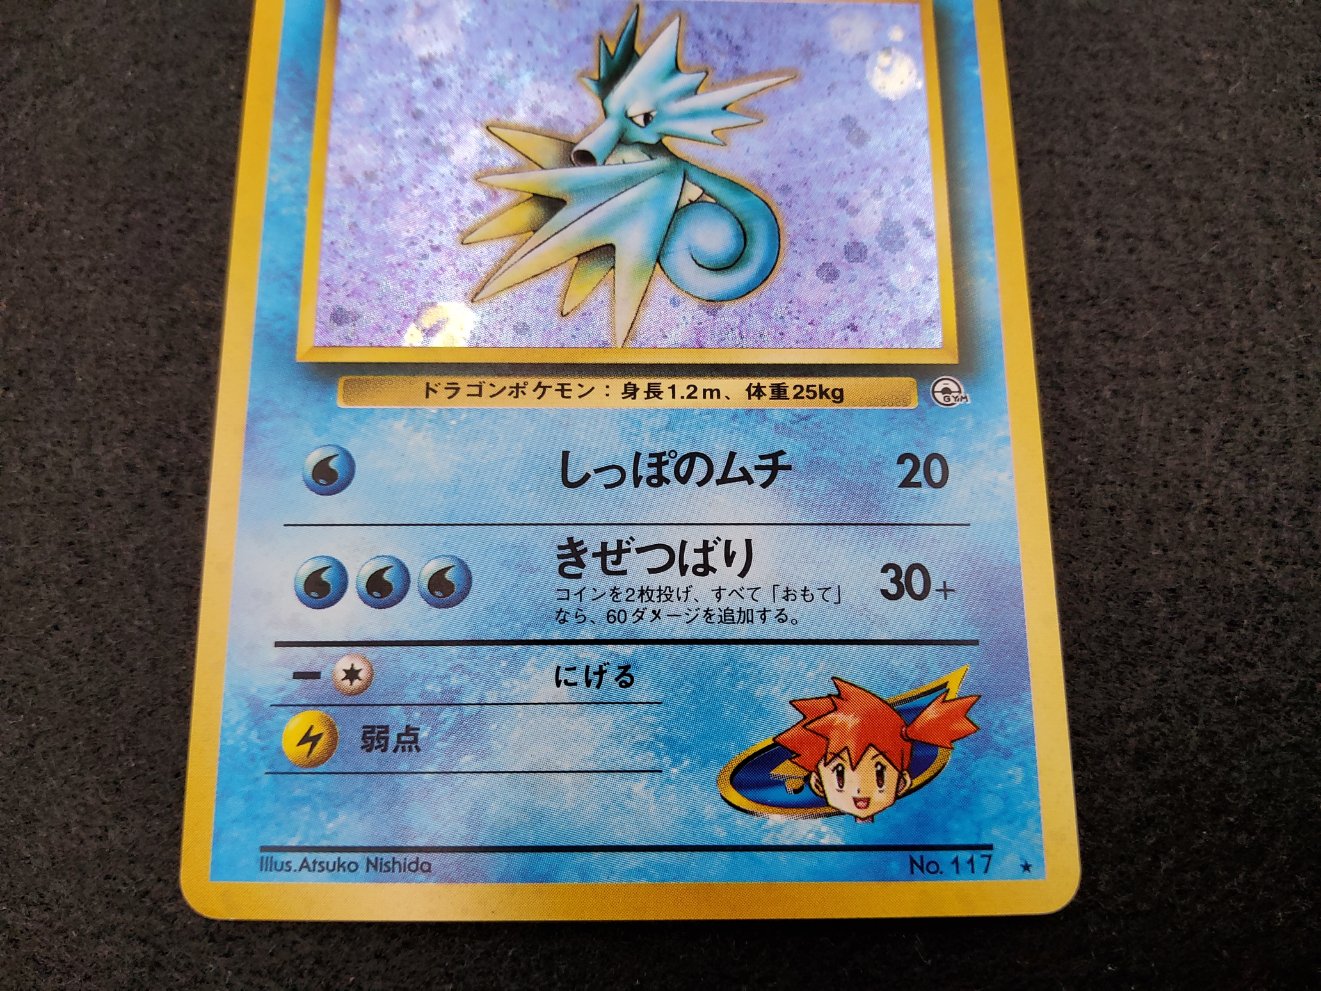 ドラゴンポケモン：身長1.2m、体重25kg
GYM
しっぽのムチ 20
きぜつばり 30+
コインを2枚投げ、すべて「おもて」
なら、60ダメージを追加する。
− にげる
弱点
Illus.Atsuko Nishida No. 117 ★